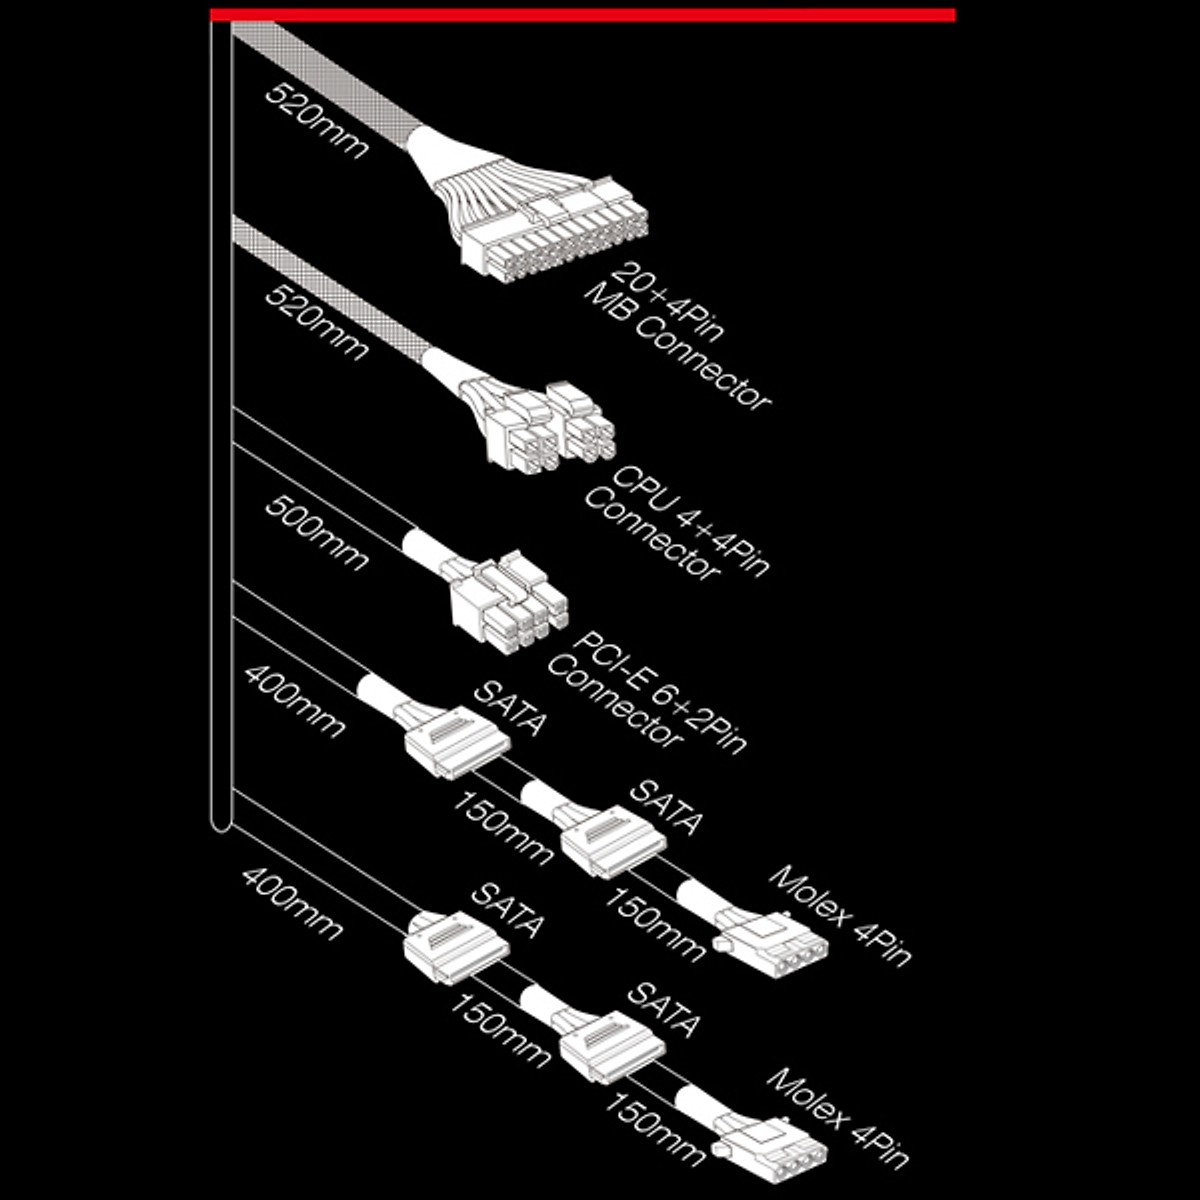 520mm
20+4Pin
MB Connector
520mm
CPU 4+4Pin
Connector
500mm
PCI-E 6+2Pin
Connector
400mm
SATA
150mm
SATA
150mm
Molex 4Pin
400mm
SATA
150mm
SATA
150mm
Molex 4Pin